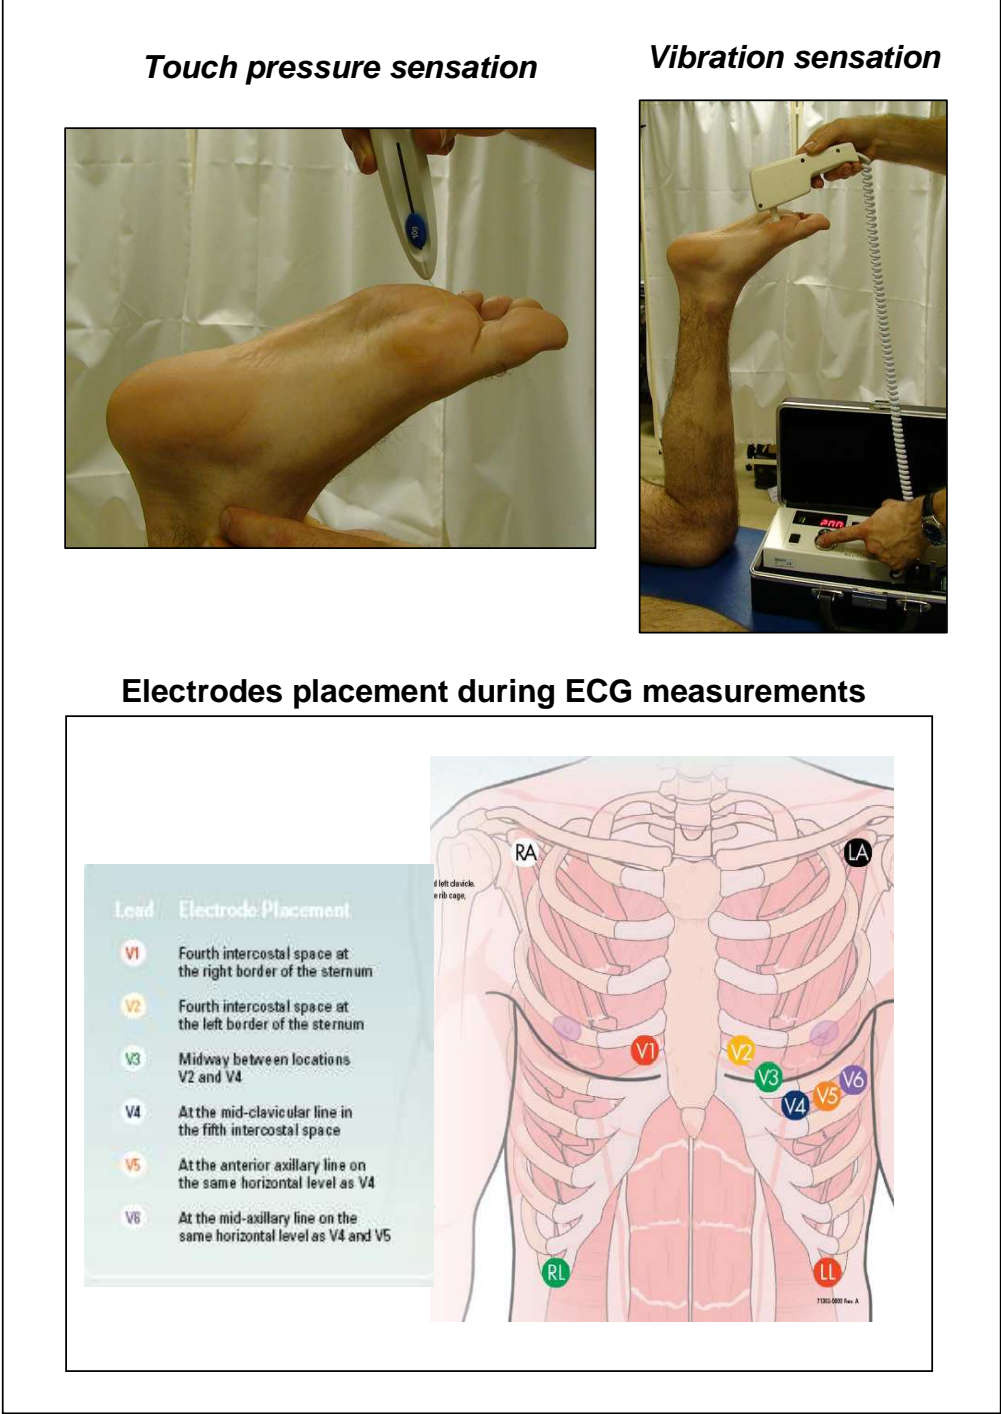 Touch pressure sensation
Vibration sensation
Electrodes placement during ECG measurements
Lead Electrode Placement
V1 Fourth intercostal space at
the right border of the sternum
V2 Fourth intercostal space at
the left border of the sternum
V3 Midway between locations
V2 and V4
V4 At the mid-clavicular line in
the fifth intercostal space
V5 At the anterior axillary line on
the same horizontal level as V4
V6 At the mid-axillary line on the
same horizontal level as V4 and V5
RA
LA
d left clavicle.
e rib cage,
V1
V2
V3
V4
V5
V6
RL
LL